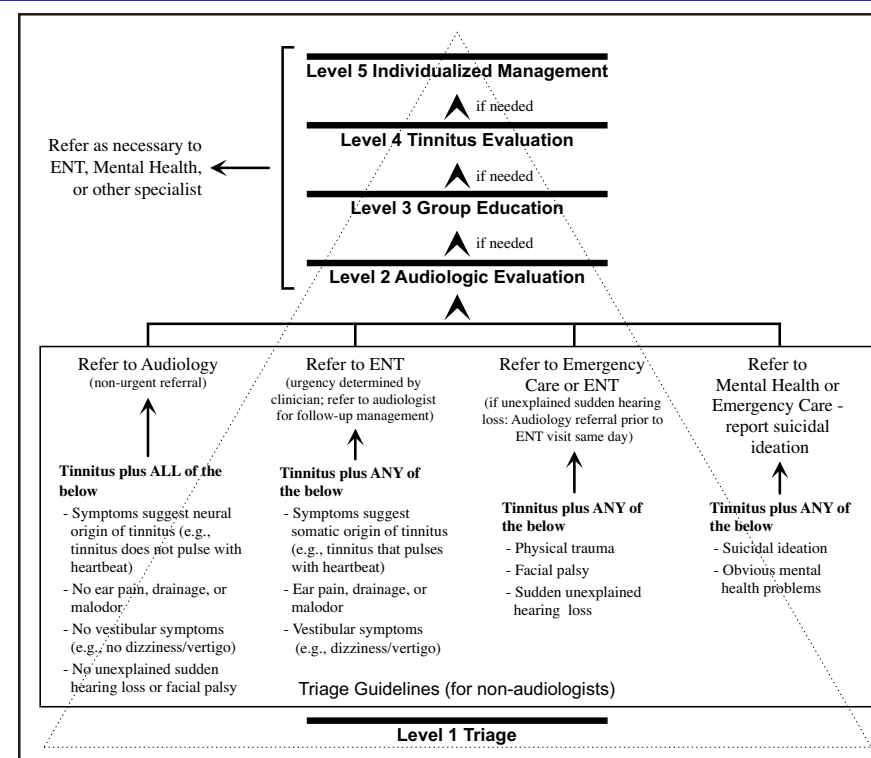 Level 5 Individualized Management
if needed
Level 4 Tinnitus Evaluation
if needed
Level 3 Group Education
if needed
Level 2 Audiologic Evaluation
Refer as necessary to
ENT, Mental Health,
or other specialist
Refer to Audiology
(non-urgent referral)
Tinnitus plus ALL of the
below
- Symptoms suggest neural
origin of tinnitus (e.g.,
tinnitus does not pulse with
heartbeat)
- No ear pain, drainage, or
malodor
- No vestibular symptoms
(e.g., no dizziness/vertigo)
- No unexplained sudden
hearing loss or facial palsy
Refer to ENT
(urgency determined by
clinician; refer to audiologist
for follow-up management)
Tinnitus plus ANY of
the below
- Symptoms suggest
somatic origin of tinnitus
(e.g., tinnitus that pulses
with heartbeat)
- Ear pain, drainage, or
malodor
- Vestibular symptoms
(e.g., dizziness/vertigo)
Refer to Emergency
Care or ENT
(if unexplained sudden hearing
loss: Audiology referral prior to
ENT visit same day)
Tinnitus plus ANY of
the below
- Physical trauma
- Facial palsy
- Sudden unexplained
hearing loss
Refer to
Mental Health or
Emergency Care -
report suicidal
ideation
Tinnitus plus ANY of
the below
- Suicidal ideation
- Obvious mental
health problems
Triage Guidelines (for non-audiologists)
Level 1 Triage